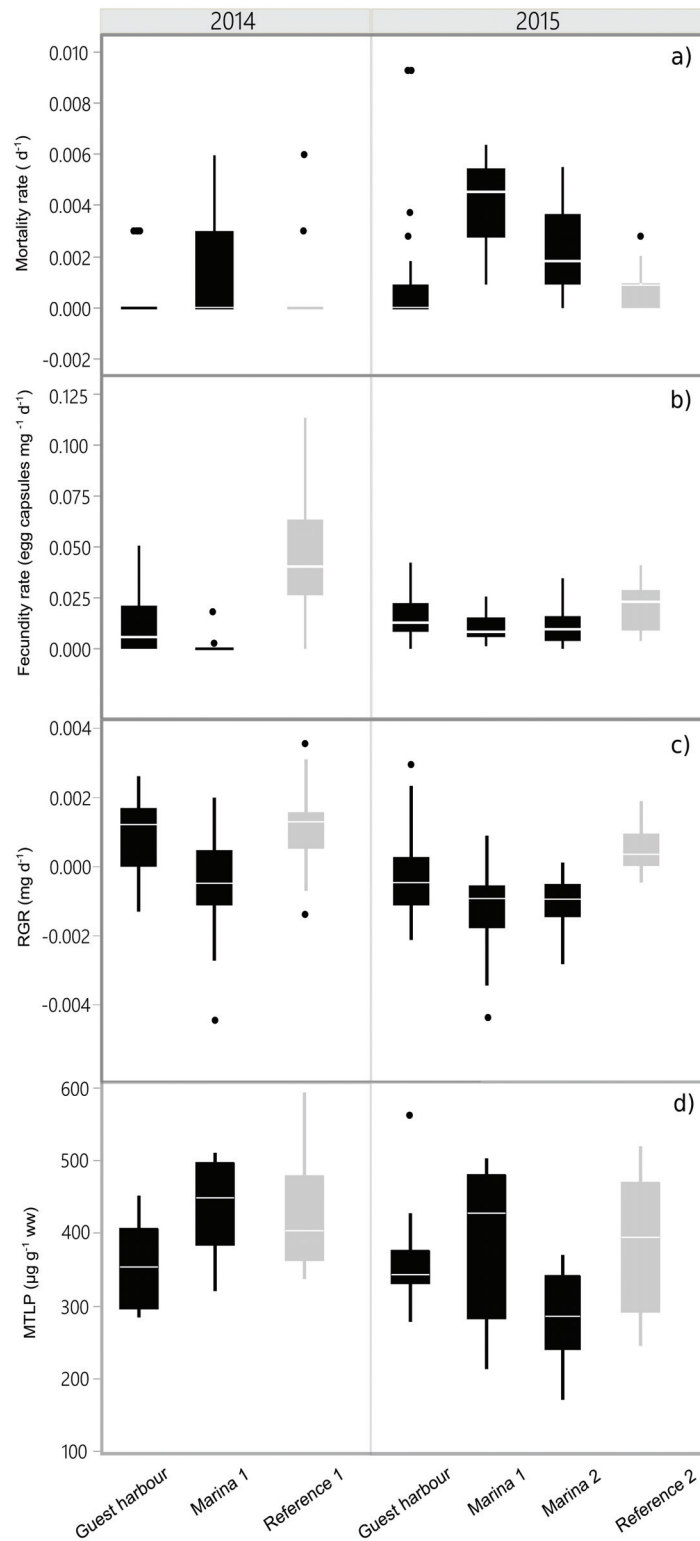 2014 2015
a)
Mortality rate ( d⁻¹)
0.010
0.008
0.006
0.004
0.002
0.000
-0.002
b)
Fecundity rate (egg capsules mg ⁻¹ d⁻¹)
0.125
0.100
0.075
0.050
0.025
0.000
c)
RGR (mg d⁻¹)
0.004
0.002
0.000
-0.002
-0.004
d)
MTLP (µg g⁻¹ ww)
600
500
400
300
200
100
Guest harbour Marina 1 Reference 1 Guest harbour Marina 1 Marina 2 Reference 2